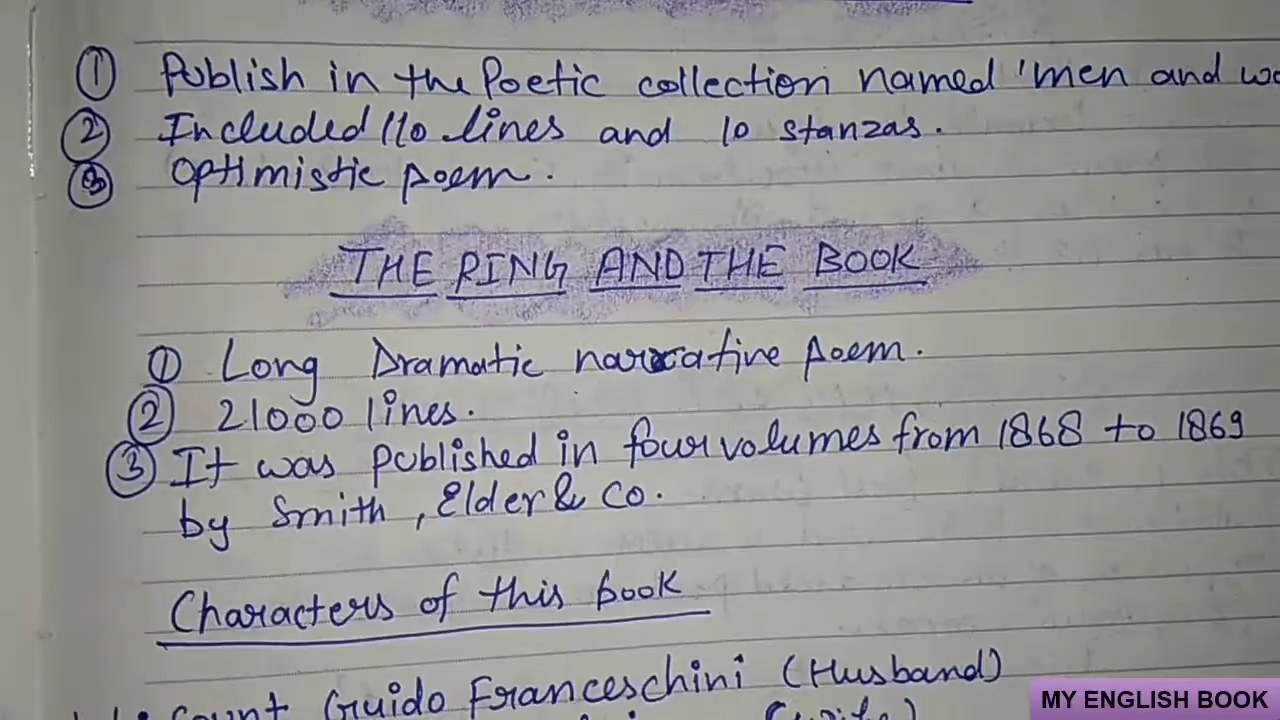 ① Publish in the Poetic collection named 'men and wo
② Included 110 lines and 10 stanzas.
③ optimistic poem.
THE RING AND THE BOOK
① Long Dramatic narrative poem.
② 21000 lines.
③ It was published in four volumes from 1868 to 1869
by Smith, Elder & Co.
Characters of this book
Count Guido Franceschini (Husband)
(wife)
MY ENGLISH BOOK